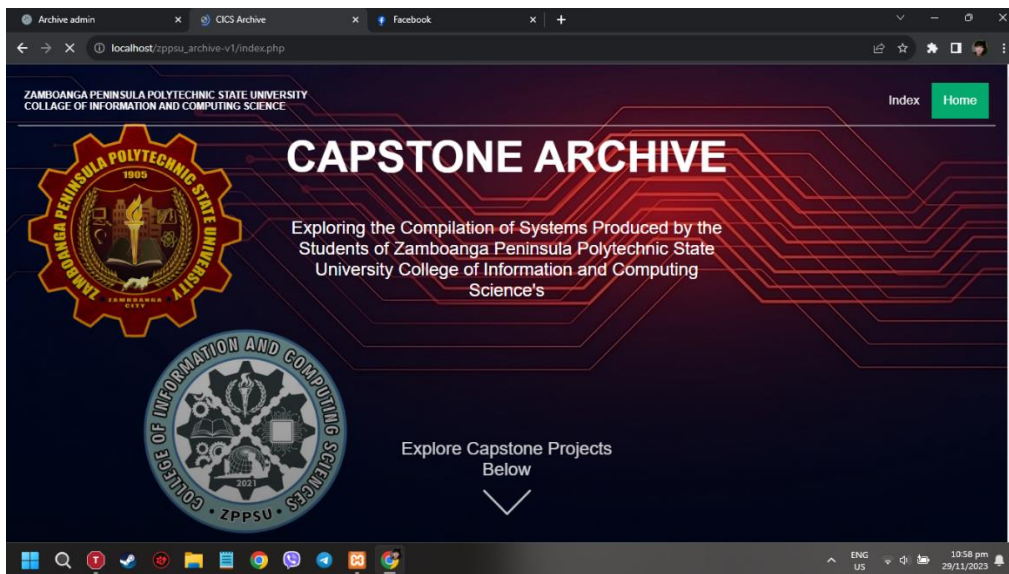 Archive admin
CICS Archive
Facebook
localhost/zppsu_archive-v1/index.php
ZAMBOANGA PENINSULA POLYTECHNIC STATE UNIVERSITY
COLLAGE OF INFORMATION AND COMPUTING SCIENCE
Index
Home
ZAMBOANGA PENINSULA POLYTECHNIC STATE UNIVERSITY
1905
ZAMBOANGA
CITY
CAPSTONE ARCHIVE
Exploring the Compilation of Systems Produced by the
Students of Zamboanga Peninsula Polytechnic State
University College of Information and Computing
Science's
COLLEGE OF INFORMATION AND COMPUTING SCIENCES
2021
ZPPSU
Explore Capstone Projects
Below
ENG
US
10:58 pm
29/11/2023